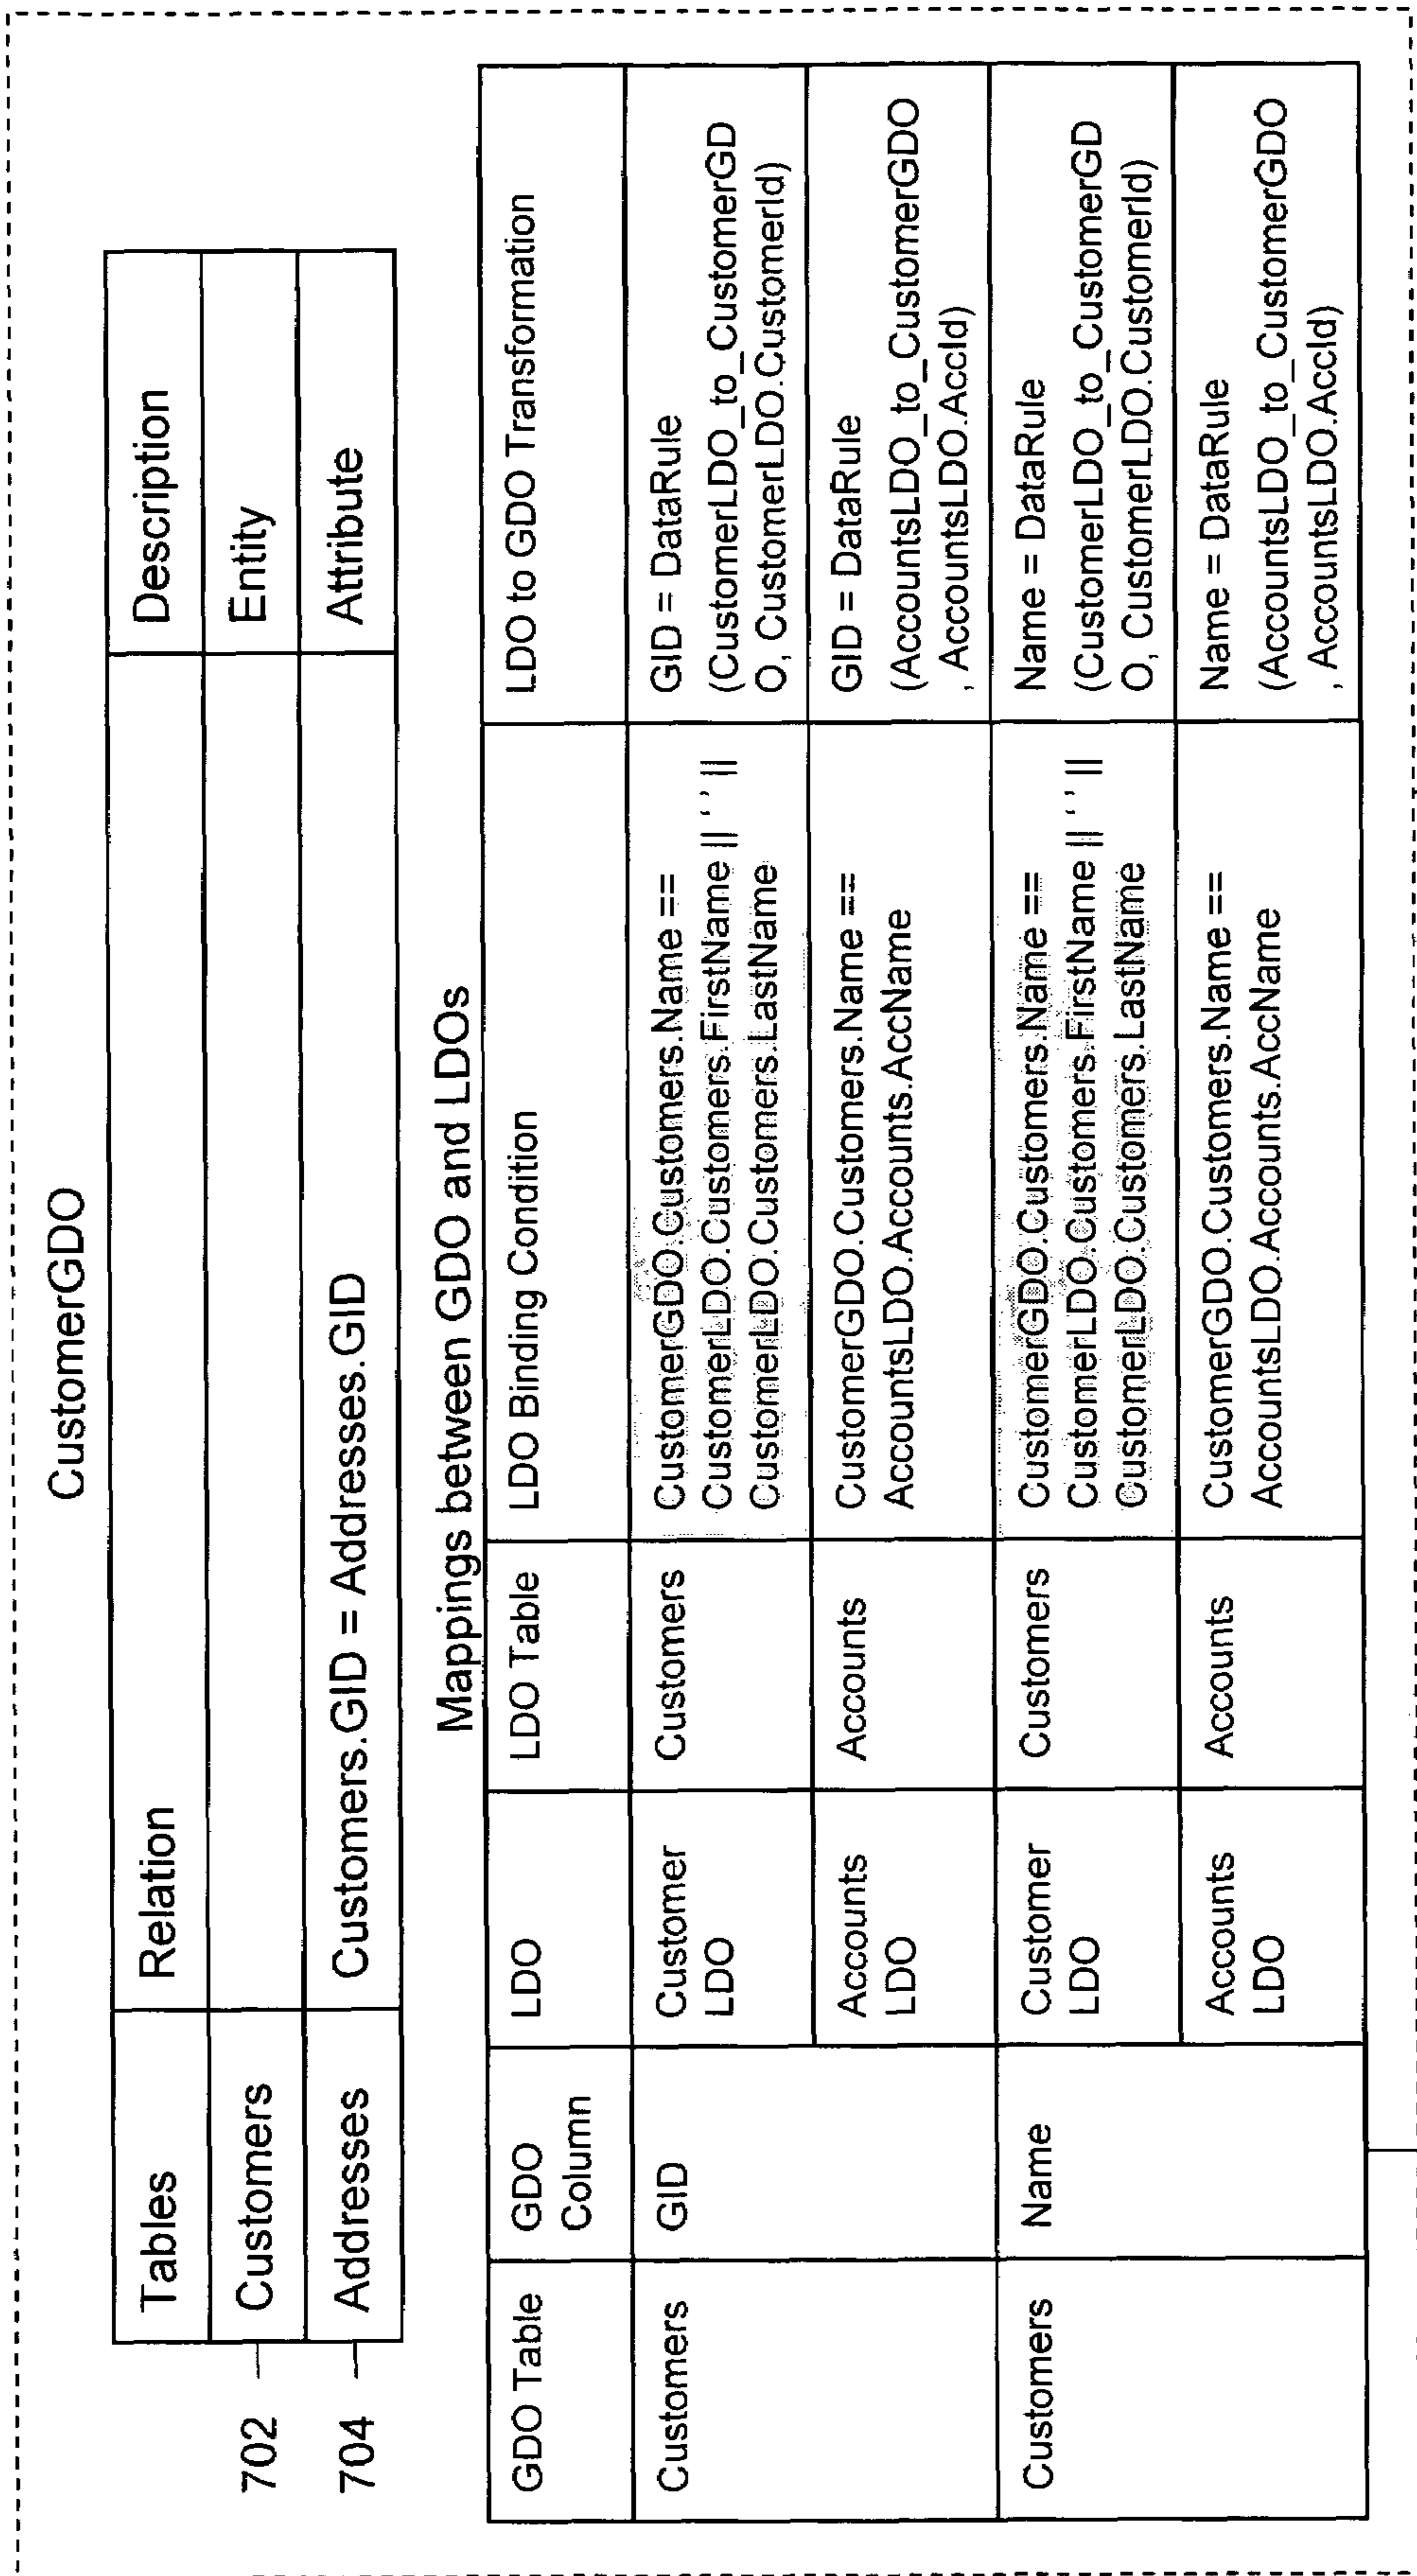 CustomerGDO
Tables Relation Description
702 Customers Entity
704 Addresses Customers.GID = Addresses.GID Attribute
Mappings between GDO and LDOs
GDO Table GDO Column LDO LDO Table LDO Binding Condition LDO to GDO Transformation
Customers GID Customer LDO Customers CustomerGDO.Customers.Name == GID = DataRule
CustomerLDO.Customers.FirstName || ' ' || (CustomerLDO_to_CustomerGD
CustomerLDO.Customers.LastName O, CustomerLDO.CustomerId)
Accounts LDO Accounts CustomerGDO.Customers.Name == GID = DataRule
AccountsLDO.Accounts.AccName (AccountsLDO_to_CustomerGDO
, AccountsLDO.AccId)
Customers Name Customer LDO Customers CustomerGDO.Customers.Name == Name = DataRule
CustomerLDO.Customers.FirstName || ' ' || (CustomerLDO_to_CustomerGD
CustomerLDO.Customers.LastName O, CustomerLDO.CustomerId)
Accounts LDO Accounts CustomerGDO.Customers.Name == Name = DataRule
AccountsLDO.Accounts.AccName (AccountsLDO_to_CustomerGDO
, AccountsLDO.AccId)